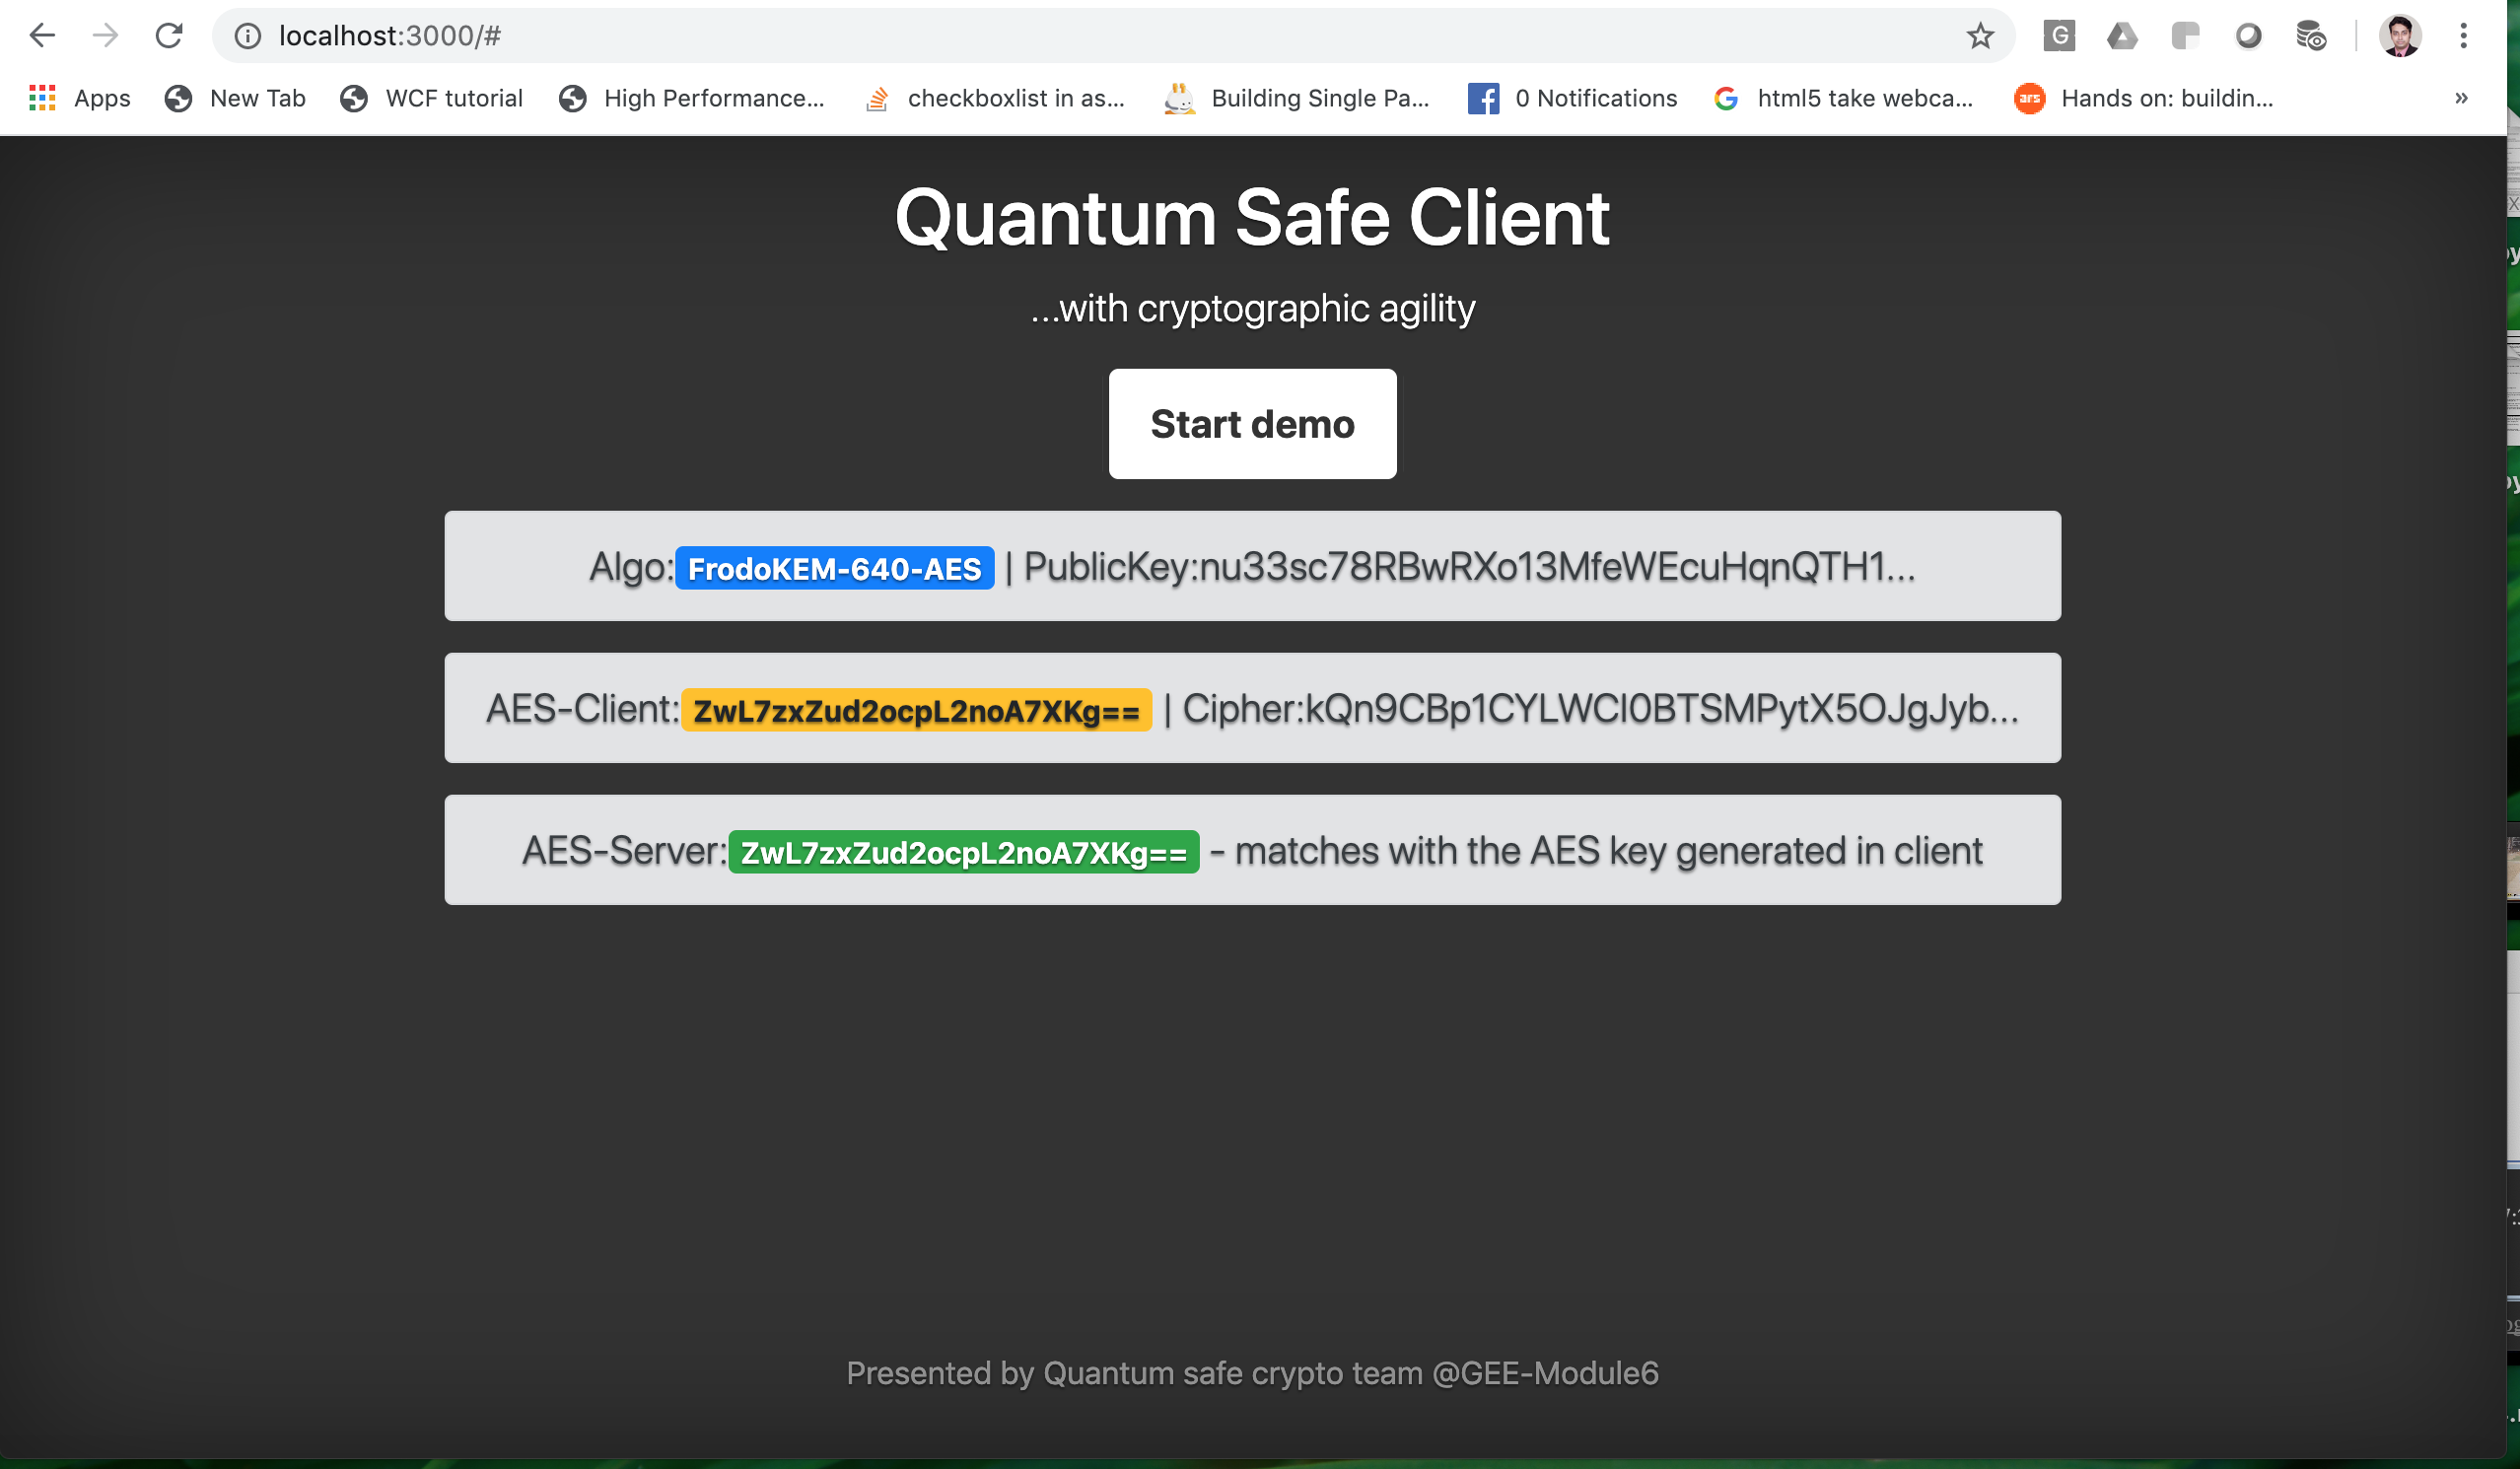 localhost:3000/#
G
Apps New Tab WCF tutorial High Performance... checkboxlist in as... Building Single Pa... 0 Notifications html5 take webca... ars Hands on: buildin... »
Quantum Safe Client
...with cryptographic agility
Start demo
Algo:FrodoKEM-640-AES | PublicKey:nu33sc78RBwRXo13MfeWEcuHqnQTH1...
AES-Client:ZwL7zxZud2ocpL2noA7XKg== | Cipher:kQn9CBp1CYLWCl0BTSMPytX5OJgJyb...
AES-Server:ZwL7zxZud2ocpL2noA7XKg== - matches with the AES key generated in client
Presented by Quantum safe crypto team @GEE-Module6